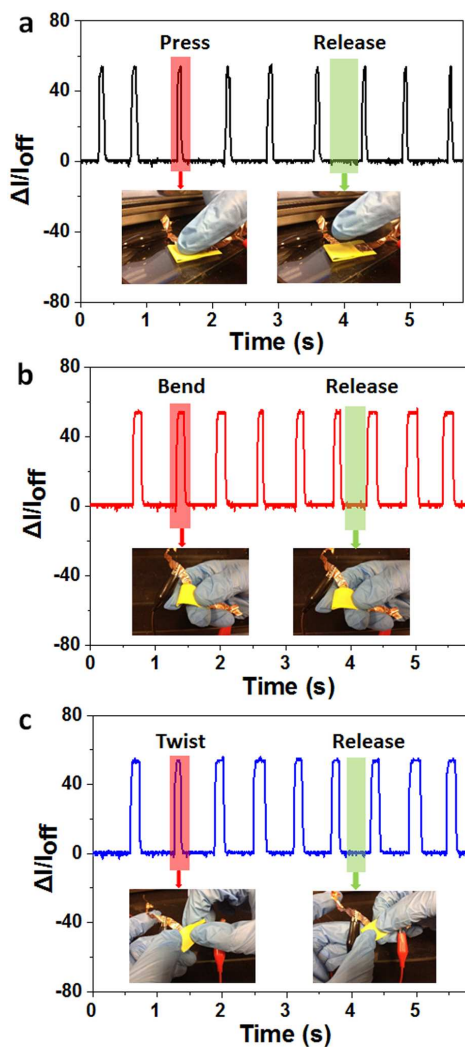 a
Press Release
80
40
0
-40
-80
ΔI/Ioff
0 1 2 3 4 5
Time (s)
b
Bend Release
80
40
0
-40
-80
ΔI/Ioff
0 1 2 3 4 5
Time (s)
c
Twist Release
80
40
0
-40
-80
ΔI/Ioff
0 1 2 3 4 5
Time (s)